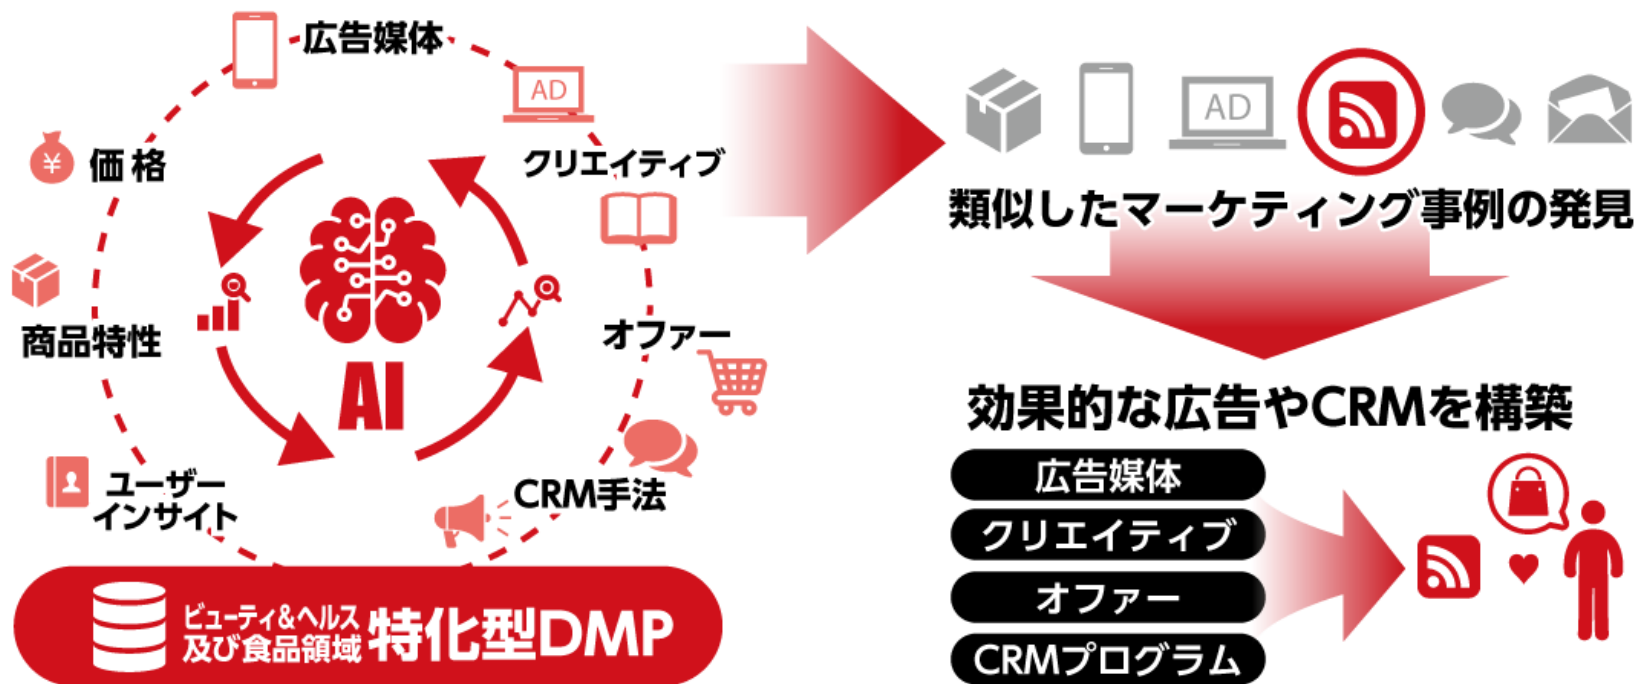 広告媒体
AD
クリエイティブ
¥
価格
商品特性
オファー
AI
ユーザー
インサイト
CRM手法
ビューティ&ヘルス
及び食品領域
特化型DMP
AD
類似したマーケティング事例の発見
効果的な広告やCRMを構築
広告媒体
クリエイティブ
オファー
CRMプログラム